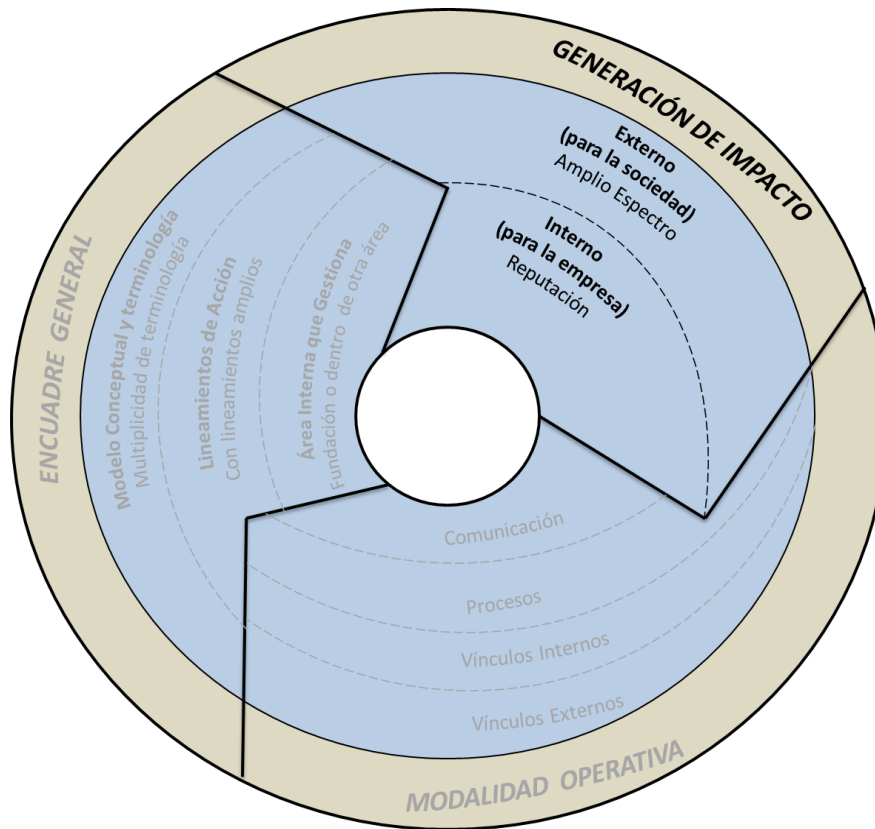 GENERACIÓN DE IMPACTO
Externo
(para la sociedad)
Amplio Espectro
Interno
(para la empresa)
Reputación
ENCUADRE GENERAL
Modelo Conceptual y terminología
Multiplicidad de terminología
Lineamientos de Acción
Con lineamientos amplios
Área Interna que Gestiona
Fundación o dentro de otra área
Comunicación
Procesos
Vínculos Internos
Vínculos Externos
MODALIDAD OPERATIVA